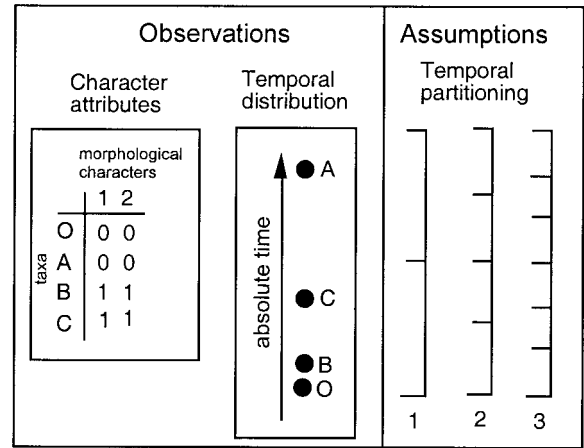 Observations
Character attributes
morphological characters
1 2
taxa
O 0 0
A 0 0
B 1 1
C 1 1
Temporal distribution
absolute time
A
C
B
O
Assumptions
Temporal partitioning
1 2 3